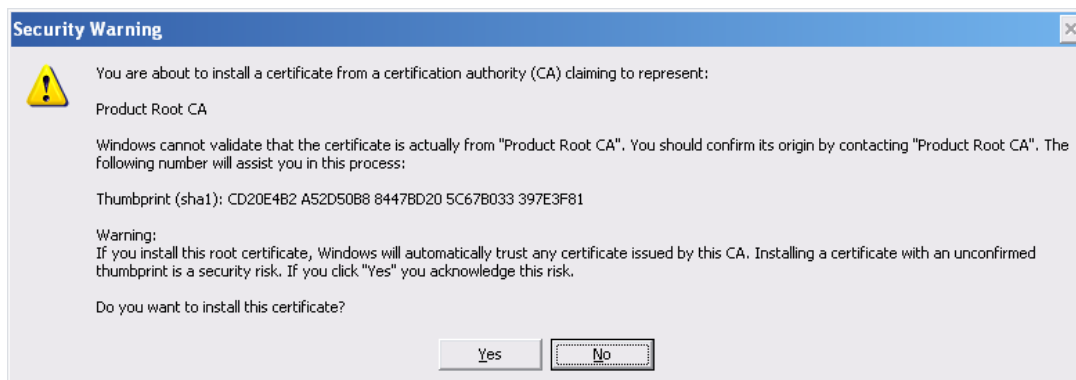 Security Warning
You are about to install a certificate from a certification authority (CA) claiming to represent:
Product Root CA
Windows cannot validate that the certificate is actually from "Product Root CA". You should confirm its origin by contacting "Product Root CA". The
following number will assist you in this process:
Thumbprint (sha1): CD20E4B2 A52D50B8 8447BD20 5C67B033 397E3F81
Warning:
If you install this root certificate, Windows will automatically trust any certificate issued by this CA. Installing a certificate with an unconfirmed
thumbprint is a security risk. If you click "Yes" you acknowledge this risk.
Do you want to install this certificate?
Yes No